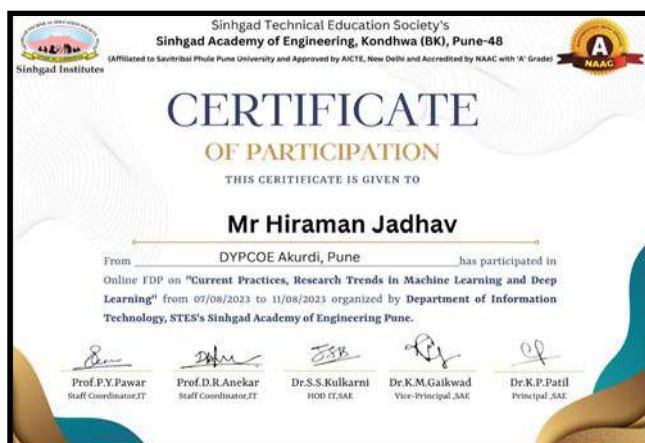 Sinhgad Technical Education Society's
Sinhgad Academy of Engineering, Kondhwa (BK), Pune-48
(Affiliated to Savitribai Phule Pune University and Approved by AICTE, New Delhi and Accredited by NAAC with 'A' Grade)
Sinhgad Institutes
A
NAAC
CERTIFICATE
OF PARTICIPATION
THIS CERITIFICATE IS GIVEN TO
Mr Hiraman Jadhav
From DYPCOE Akurdi, Pune has participated in
Online FDP on "Current Practices, Research Trends in Machine Learning and Deep
Learning" from 07/08/2023 to 11/08/2023 organized by Department of Information
Technology, STES's Sinhgad Academy of Engineering Pune.
Prof.P.Y.Pawar Prof.D.R.Anekar Dr.S.S.Kulkarni Dr.K.M.Gaikwad Dr.K.P.Patil
Staff Coordinator,IT Staff Coordinator,IT HOD IT,SAE Vice-Principal ,SAE Principal ,SAE